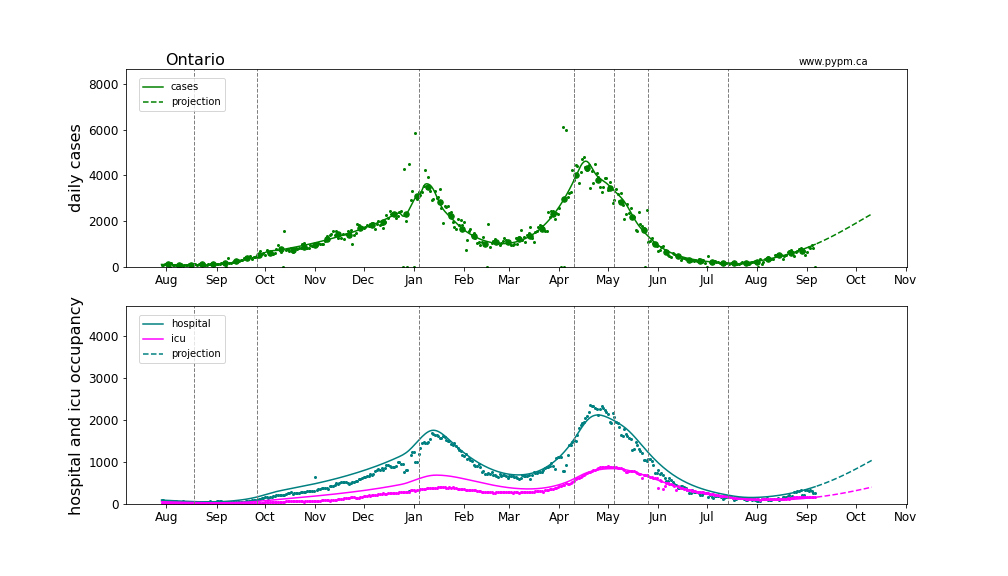 Ontario
www.pypm.ca
daily cases
8000
6000
4000
2000
0
cases
projection
Aug Sep Oct Nov Dec Jan Feb Mar Apr May Jun Jul Aug Sep Oct Nov
hospital and icu occupancy
4000
3000
2000
1000
0
hospital
icu
projection
Aug Sep Oct Nov Dec Jan Feb Mar Apr May Jun Jul Aug Sep Oct Nov